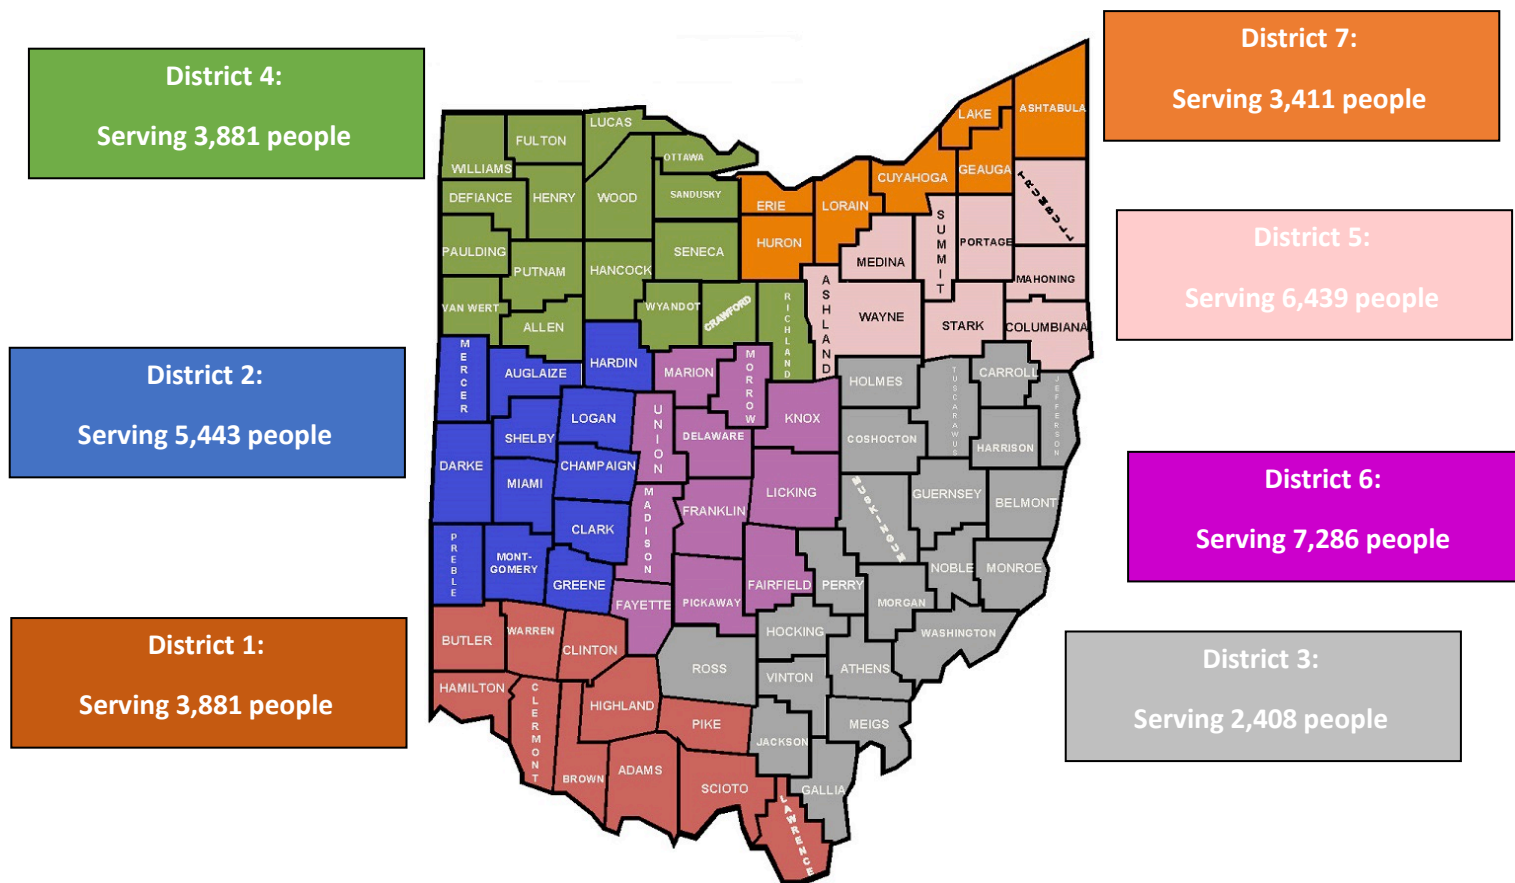 District 4:
Serving 3,881 people
District 7:
Serving 3,411 people
District 5:
Serving 6,439 people
District 2:
Serving 5,443 people
District 6:
Serving 7,286 people
District 1:
Serving 3,881 people
District 3:
Serving 2,408 people
LUCAS
FULTON
WILLIAMS
OTTAWA
LAKE
ASHTABULA
GEAUGA
CUYAHOGA
TRUMBULL
DEFIANCE
HENRY
WOOD
SANDUSKY
ERIE
LORAIN
SUMMIT
PORTAGE
PAULDING
PUTNAM
HANCOCK
SENECA
HURON
MEDINA
MAHONING
VAN WERT
ALLEN
WYANDOT
CRAWFORD
RICHLAND
ASHLAND
WAYNE
STARK
COLUMBIANA
MERCER
AUGLAIZE
HARDIN
MARION
MORROW
HOLMES
TUSCARAWUS
CARROLL
JEFFERSON
SHELBY
LOGAN
UNION
DELAWARE
KNOX
COSHOCTON
HARRISON
DARKE
MIAMI
CHAMPAIGN
MADISON
FRANKLIN
LICKING
MUSKINGUM
GUERNSEY
BELMONT
PREBLE
MONT-
GOMERY
CLARK
GREENE
FAYETTE
PICKAWAY
FAIRFIELD
PERRY
MORGAN
NOBLE
MONROE
BUTLER
WARREN
CLINTON
ROSS
HOCKING
ATHENS
WASHINGTON
HAMILTON
CLERMONT
HIGHLAND
PIKE
VINTON
MEIGS
BROWN
ADAMS
SCIOTO
JACKSON
GALLIA
LAWRENCE